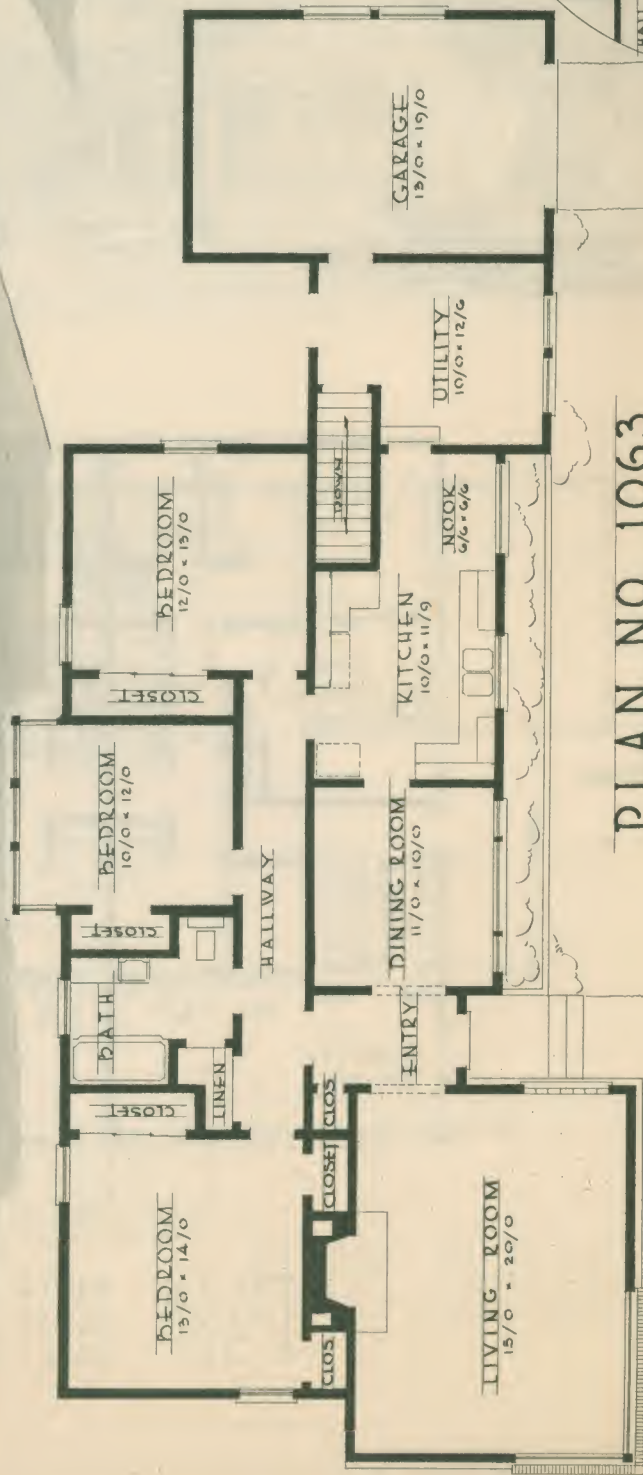 BEDROOM
13/0 × 14/0
CLOSET
BATH
LINEN
CLOSET
BEDROOM
10/0 × 12/0
CLOSET
BEDROOM
12/0 × 13/0
HALLWAY
CLOS
CLOSET
CLOS
ENTRY
DINING ROOM
11/0 × 10/0
KITCHEN
10/0 × 11/9
DOWN
NOOK
6/6 × 6/6
UTILITY
10/0 × 12/6
GARAGE
13/0 × 19/0
LIVING ROOM
15/0 × 20/0
PLAN NO 1063